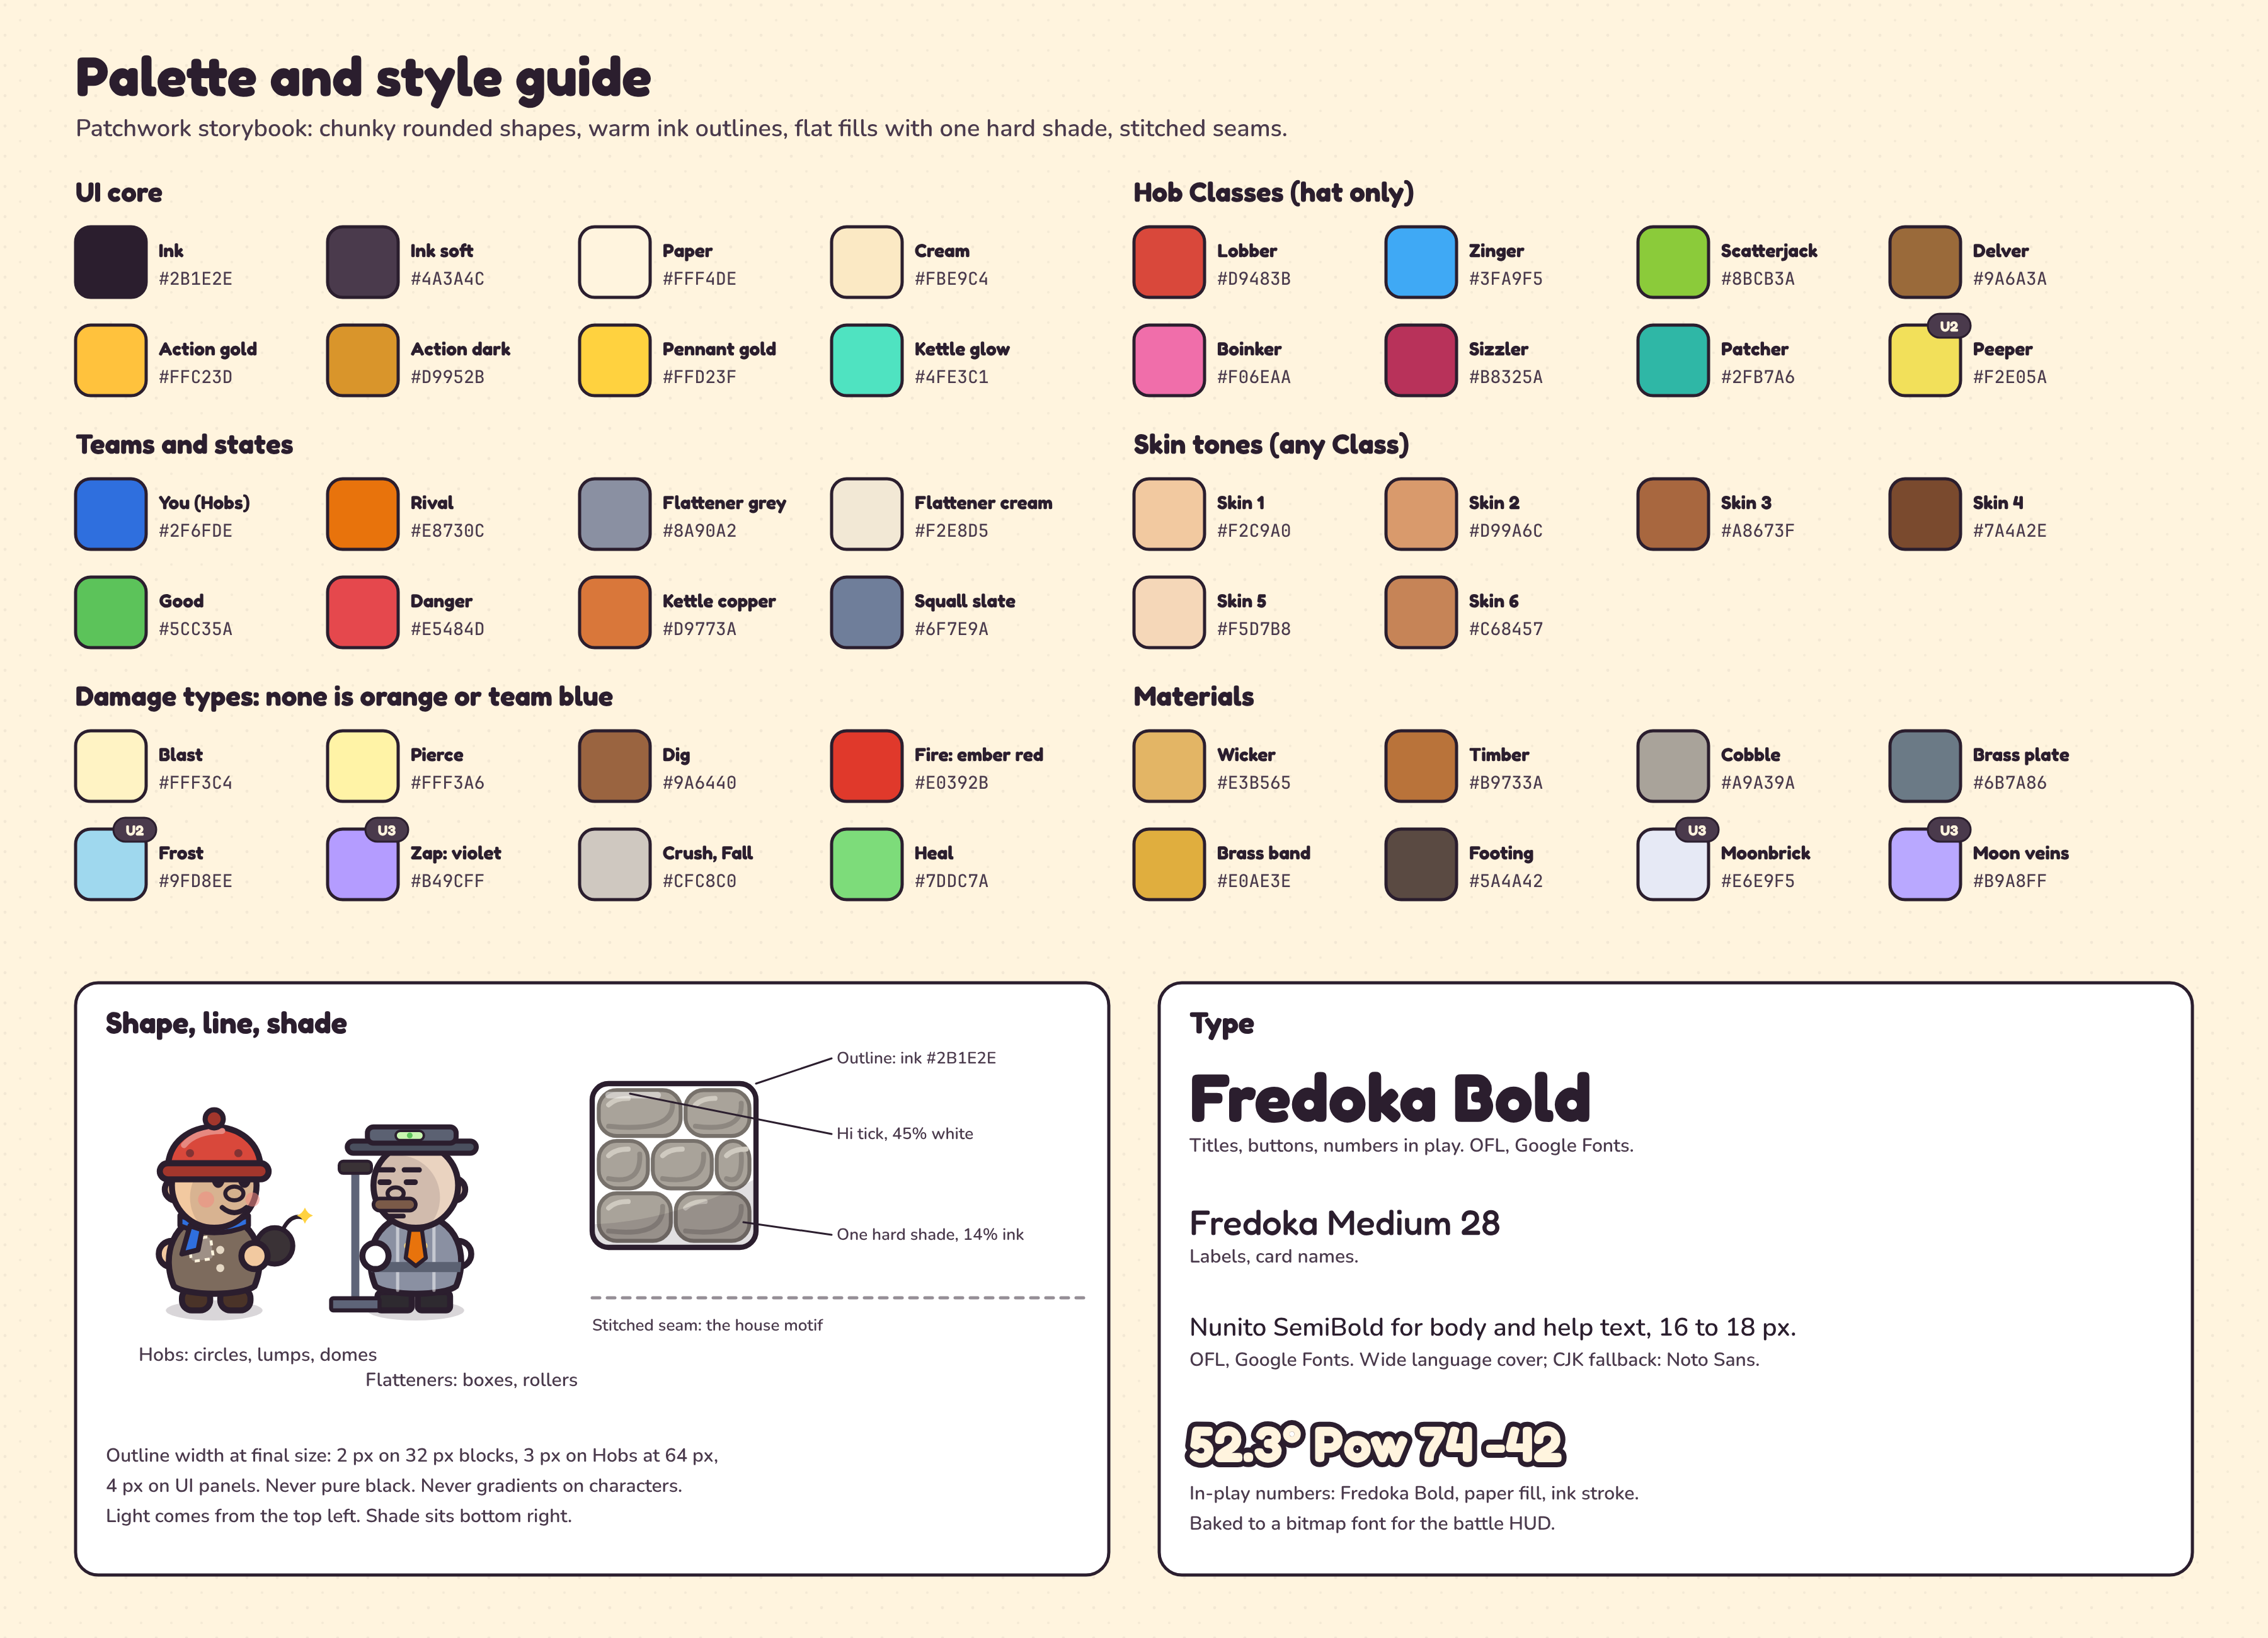 Palette and style guide
Patchwork storybook: chunky rounded shapes, warm ink outlines, flat fills with one hard shade, stitched seams.
UI core
Ink
#2B1E2E
Ink soft
#4A3A4C
Paper
#FFF4DE
Cream
#FBE9C4
Action gold
#FFC23D
Action dark
#D9952B
Pennant gold
#FFD23F
Kettle glow
#4FE3C1
Hob Classes (hat only)
Lobber
#D9483B
Zinger
#3FA9F5
Scatterjack
#8BCB3A
Delver
#9A6A3A
Boinker
#F06EAA
Sizzler
#B8325A
Patcher
#2FB7A6
U2
Peeper
#F2E05A
Teams and states
You (Hobs)
#2F6FDE
Rival
#E8730C
Flattener grey
#8A90A2
Flattener cream
#F2E8D5
Good
#5CC35A
Danger
#E5484D
Kettle copper
#D9773A
Squall slate
#6F7E9A
Skin tones (any Class)
Skin 1
#F2C9A0
Skin 2
#D99A6C
Skin 3
#A8673F
Skin 4
#7A4A2E
Skin 5
#F5D7B8
Skin 6
#C68457
Damage types: none is orange or team blue
Blast
#FFF3C4
Pierce
#FFF3A6
Dig
#9A6440
Fire: ember red
#E0392B
U2
Frost
#9FD8EE
U3
Zap: violet
#B49CFF
Crush, Fall
#CFC8C0
Heal
#7DDC7A
Materials
Wicker
#E3B565
Timber
#B9733A
Cobble
#A9A39A
Brass plate
#6B7A86
Brass band
#E0AE3E
Footing
#5A4A42
U3
Moonbrick
#E6E9F5
U3
Moon veins
#B9A8FF
Shape, line, shade
Outline: ink #2B1E2E
Hi tick, 45% white
One hard shade, 14% ink
Stitched seam: the house motif
Hobs: circles, lumps, domes
Flatteners: boxes, rollers
Outline width at final size: 2 px on 32 px blocks, 3 px on Hobs at 64 px,
4 px on UI panels. Never pure black. Never gradients on characters.
Light comes from the top left. Shade sits bottom right.
Type
Fredoka Bold
Titles, buttons, numbers in play. OFL, Google Fonts.
Fredoka Medium 28
Labels, card names.
Nunito SemiBold for body and help text, 16 to 18 px.
OFL, Google Fonts. Wide language cover; CJK fallback: Noto Sans.
52.3° Pow 74 -42
In-play numbers: Fredoka Bold, paper fill, ink stroke.
Baked to a bitmap font for the battle HUD.